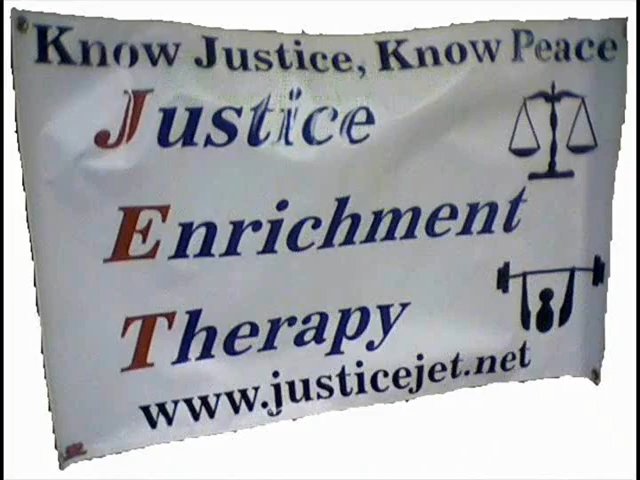 Know Justice, Know Peace
Justice
Enrichment
Therapy
www.justicejet.net